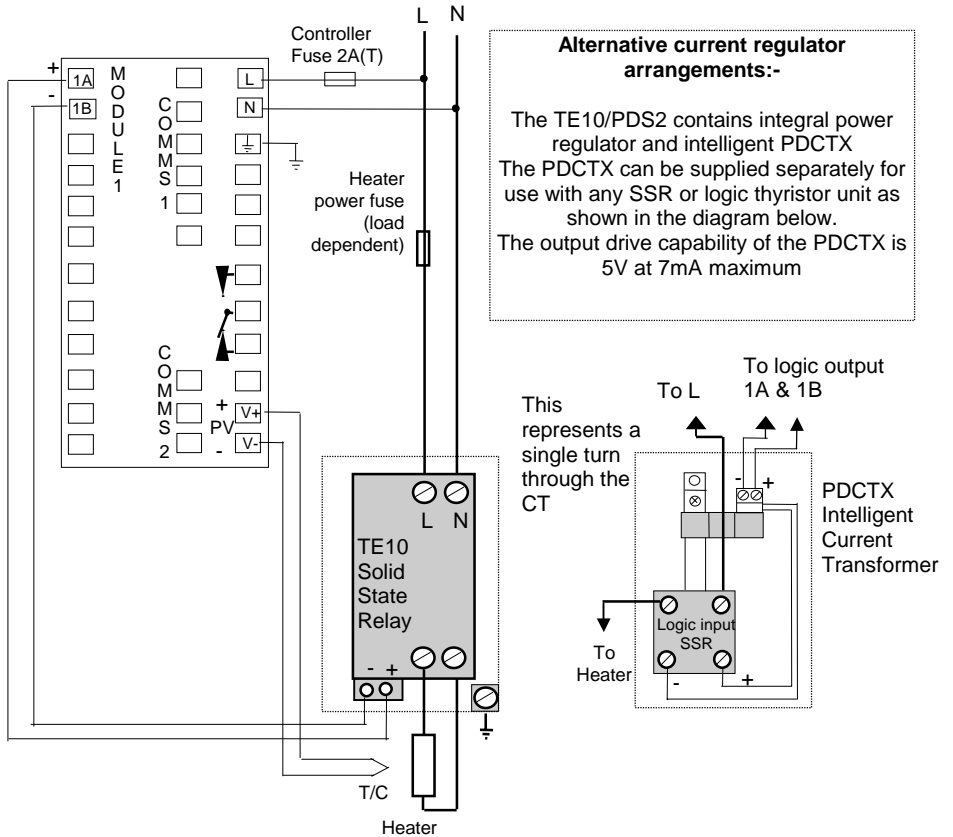 L N
Controller
Fuse 2A(T)
+
1A
-
1B
MODULE1
COMMS1
L
N
Heater
power fuse
(load
dependent)
COMMS2
+
PV
-
V+
V-
Alternative current regulator
arrangements:-
The TE10/PDS2 contains integral power
regulator and intelligent PDCTX
The PDCTX can be supplied separately for
use with any SSR or logic thyristor unit as
shown in the diagram below.
The output drive capability of the PDCTX is
5V at 7mA maximum
L N
TE10
Solid
State
Relay
- +
T/C
Heater
This
represents a
single turn
through the
CT
To L
To logic output
1A & 1B
- +
PDCTX
Intelligent
Current
Transformer
Logic input
SSR
- +
To
Heater